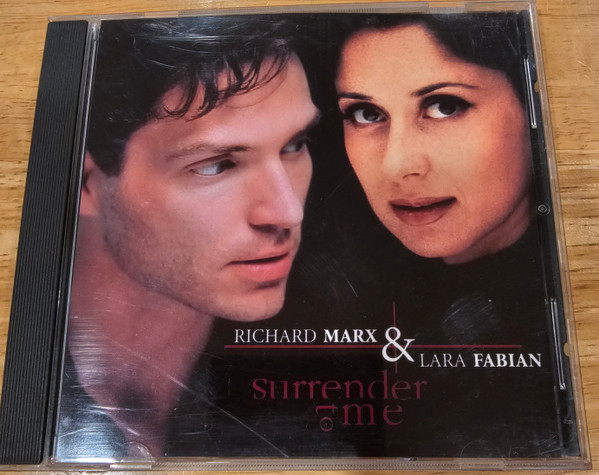 RICHARD MARX
&
LARA FABIAN
surrender
to me